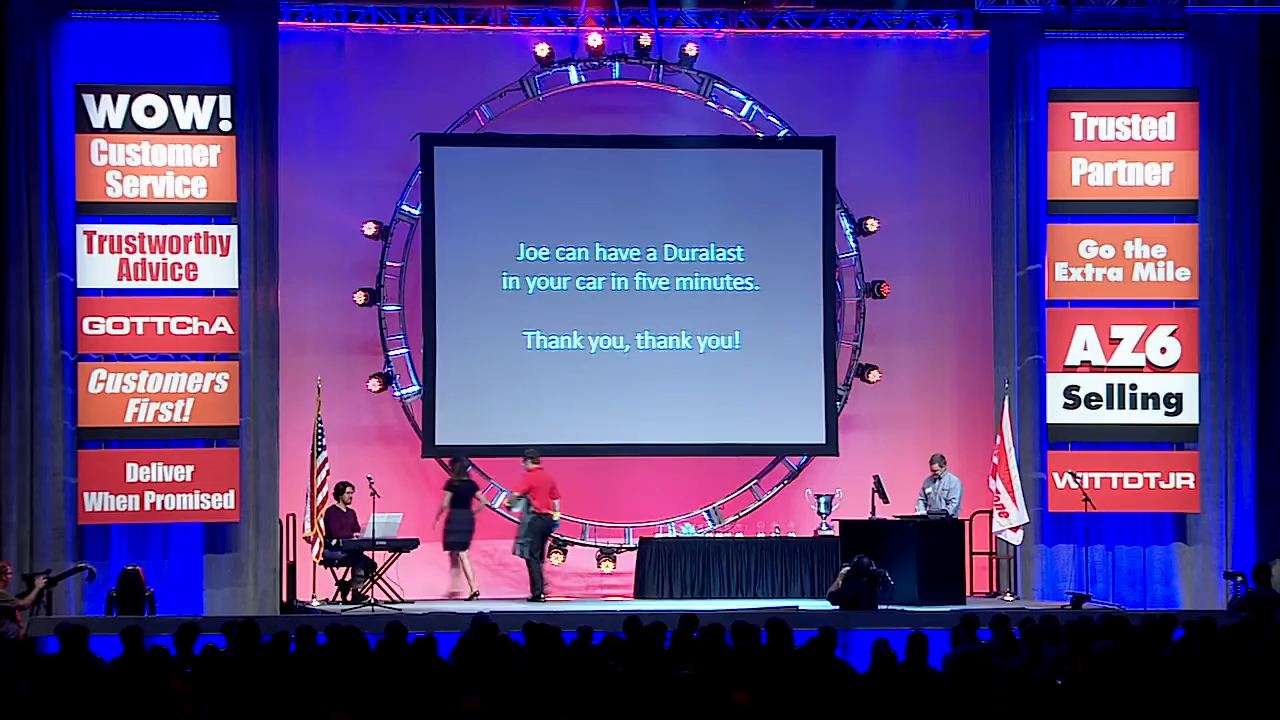 WOW!
Customer
Service
Trustworthy
Advice
GOTTChA
Customers
First!
Deliver
When Promised
Joe can have a Duralast
in your car in five minutes.
Thank you, thank you!
Trusted
Partner
Go the
Extra Mile
AZ6
Selling
WITTDTJR